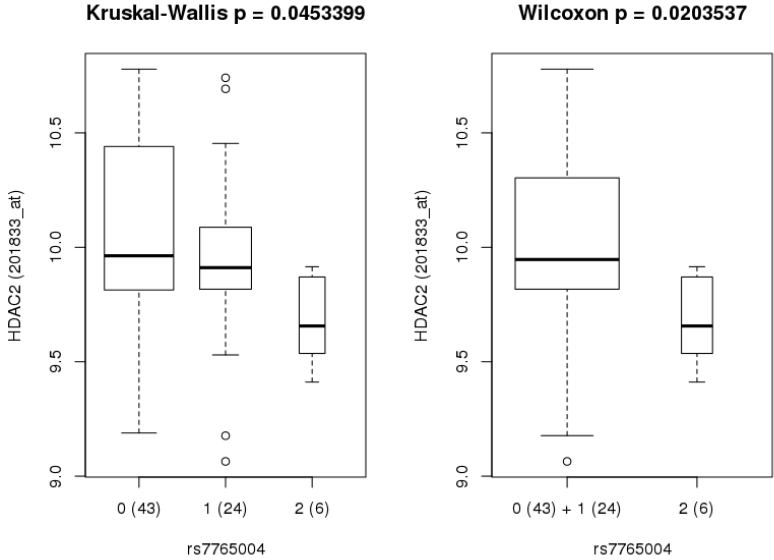 Kruskal-Wallis p = 0.0453399
HDAC2 (201833_at)
10.5
10.0
9.5
9.0
0 (43) 1 (24) 2 (6)
rs7765004
Wilcoxon p = 0.0203537
HDAC2 (201833_at)
10.5
10.0
9.5
9.0
0 (43) + 1 (24) 2 (6)
rs7765004